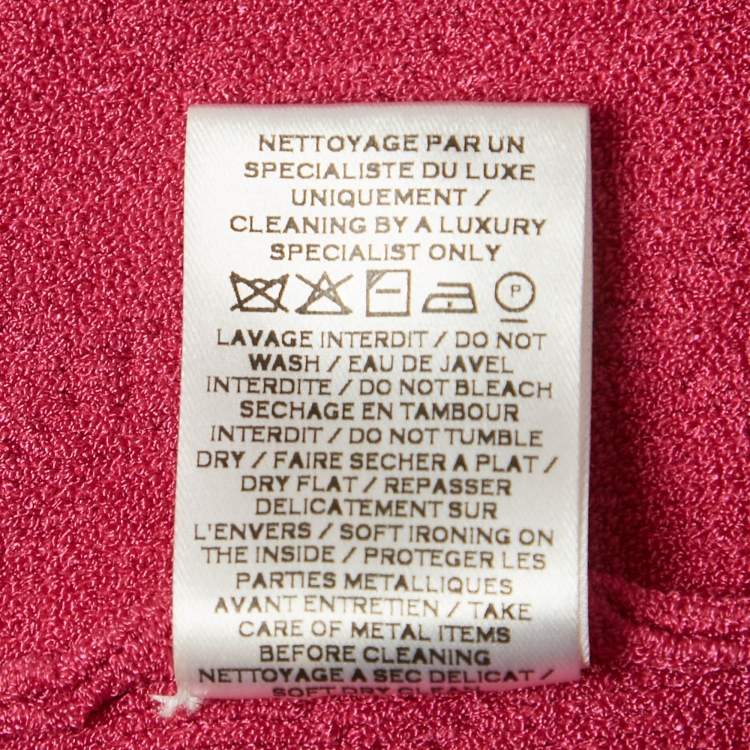 NETTOYAGE PAR UN
SPECIALISTE DU LUXE
UNIQUEMENT /
CLEANING BY A LUXURY
SPECIALIST ONLY
P
LAVAGE INTERDIT / DO NOT
WASH / EAU DE JAVEL
INTERDITE / DO NOT BLEACH
SECHAGE EN TAMBOUR
INTERDIT / DO NOT TUMBLE
DRY / FAIRE SECHER A PLAT /
DRY FLAT / REPASSER
DELICATEMENT SUR
L'ENVERS / SOFT IRONING ON
THE INSIDE / PROTEGER LES
PARTIES METALLIQUES
AVANT ENTRETIEN / TAKE
CARE OF METAL ITEMS
BEFORE CLEANING
NETTOYAGE A SEC DELICAT /
SOFT DRY CLEAN